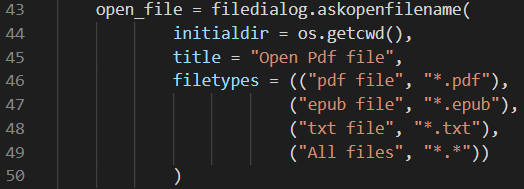 43 open_file = filedialog.askopenfilename(
44 initialdir = os.getcwd(),
45 title = "Open Pdf file",
46 filetypes = (("pdf file", "*.pdf"),
47 ("epub file", "*.epub"),
48 ("txt file", "*.txt"),
49 ("All files", "*.*"))
50 )